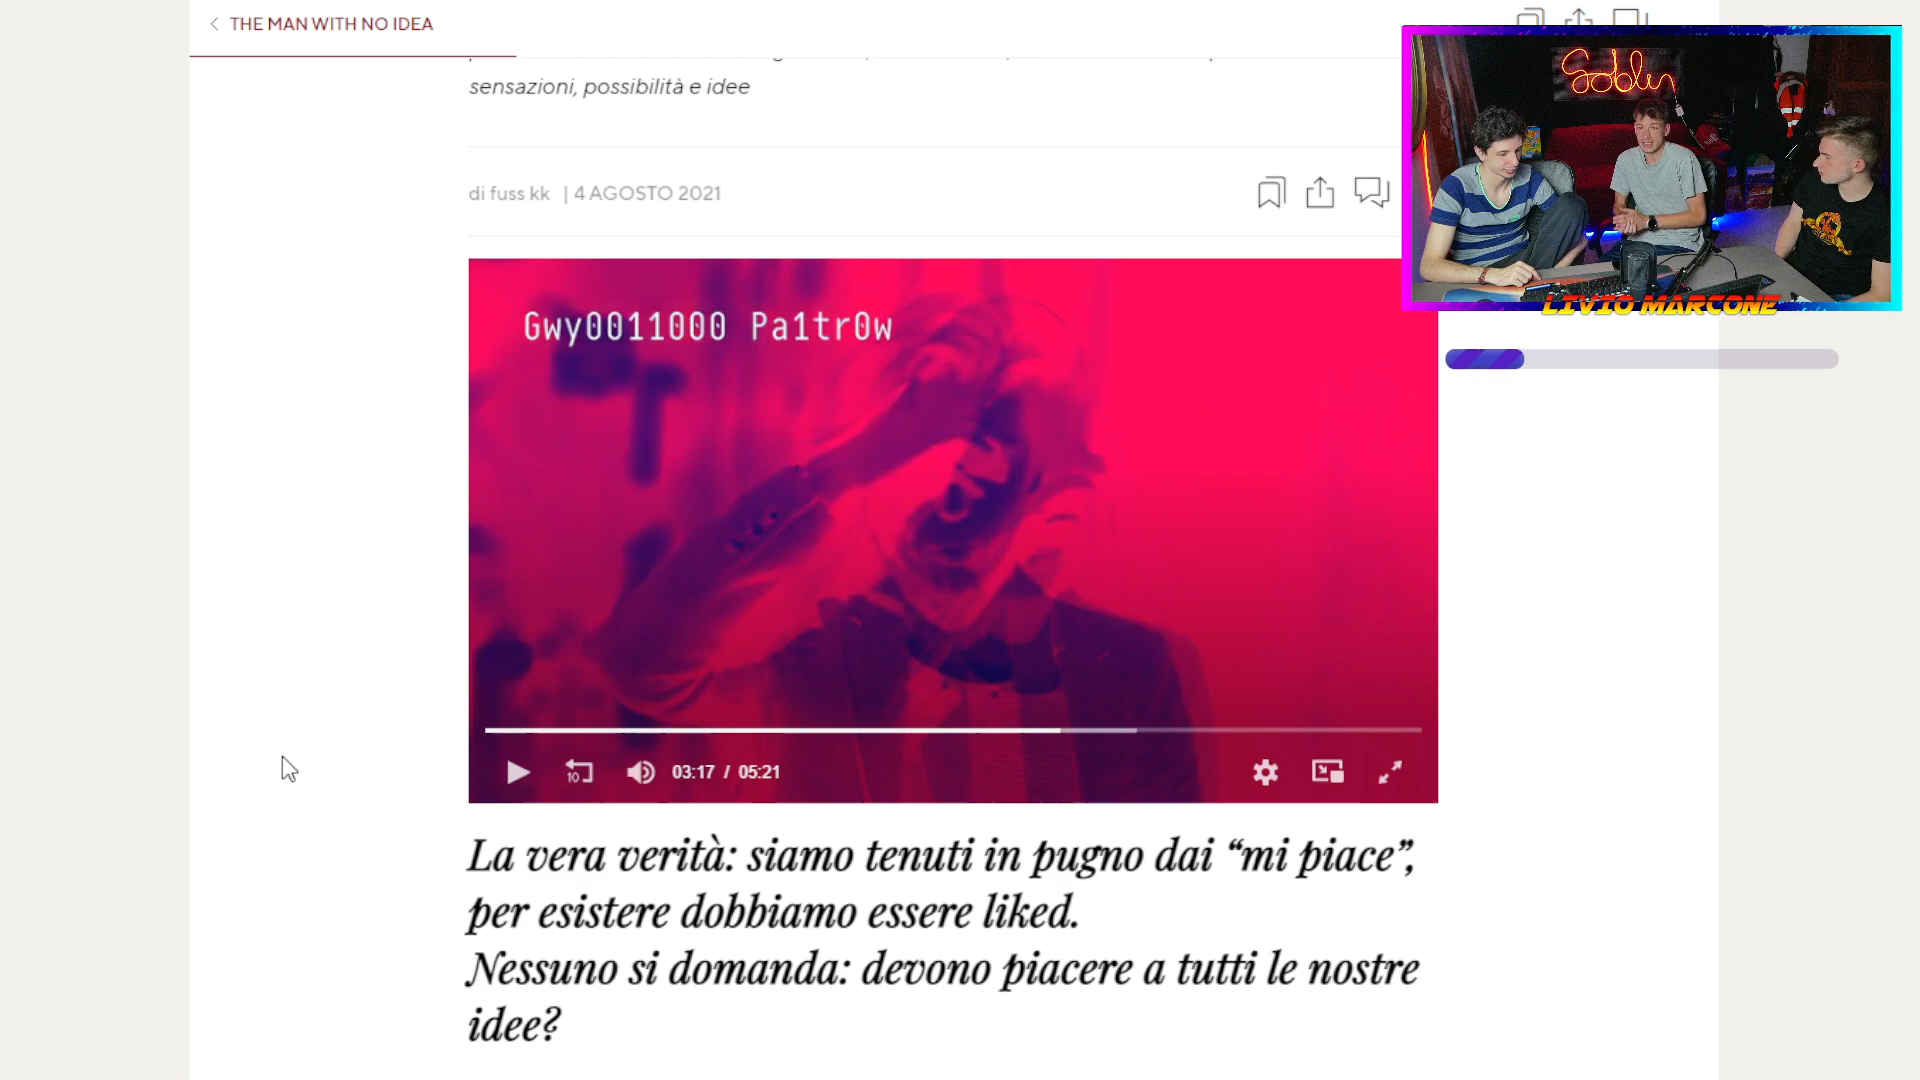 THE MAN WITH NO IDEA
sensazioni, possibilità e idee
di fuss kk | 4 AGOSTO 2021
Goblin
LIVIO MARCONE
Gwy0011000 Pa1tr0w
10
03:17 / 05:21
La vera verità: siamo tenuti in pugno dai “mi piace”,
per esistere dobbiamo essere liked.
Nessuno si domanda: devono piacere a tutti le nostre
idee?